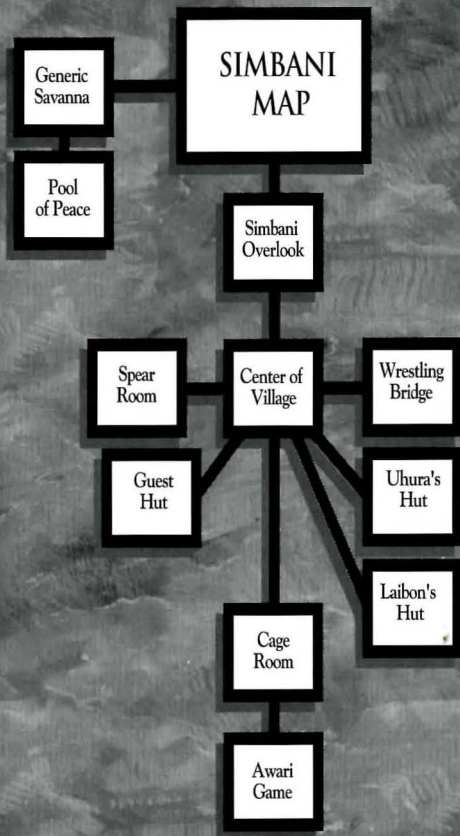 SIMBANI
MAP
Generic
Savanna
Pool
of Peace
Simbani
Overlook
Spear
Room
Center of
Village
Wrestling
Bridge
Guest
Hut
Uhura's
Hut
Laibon's
Hut
Cage
Room
Awari
Game